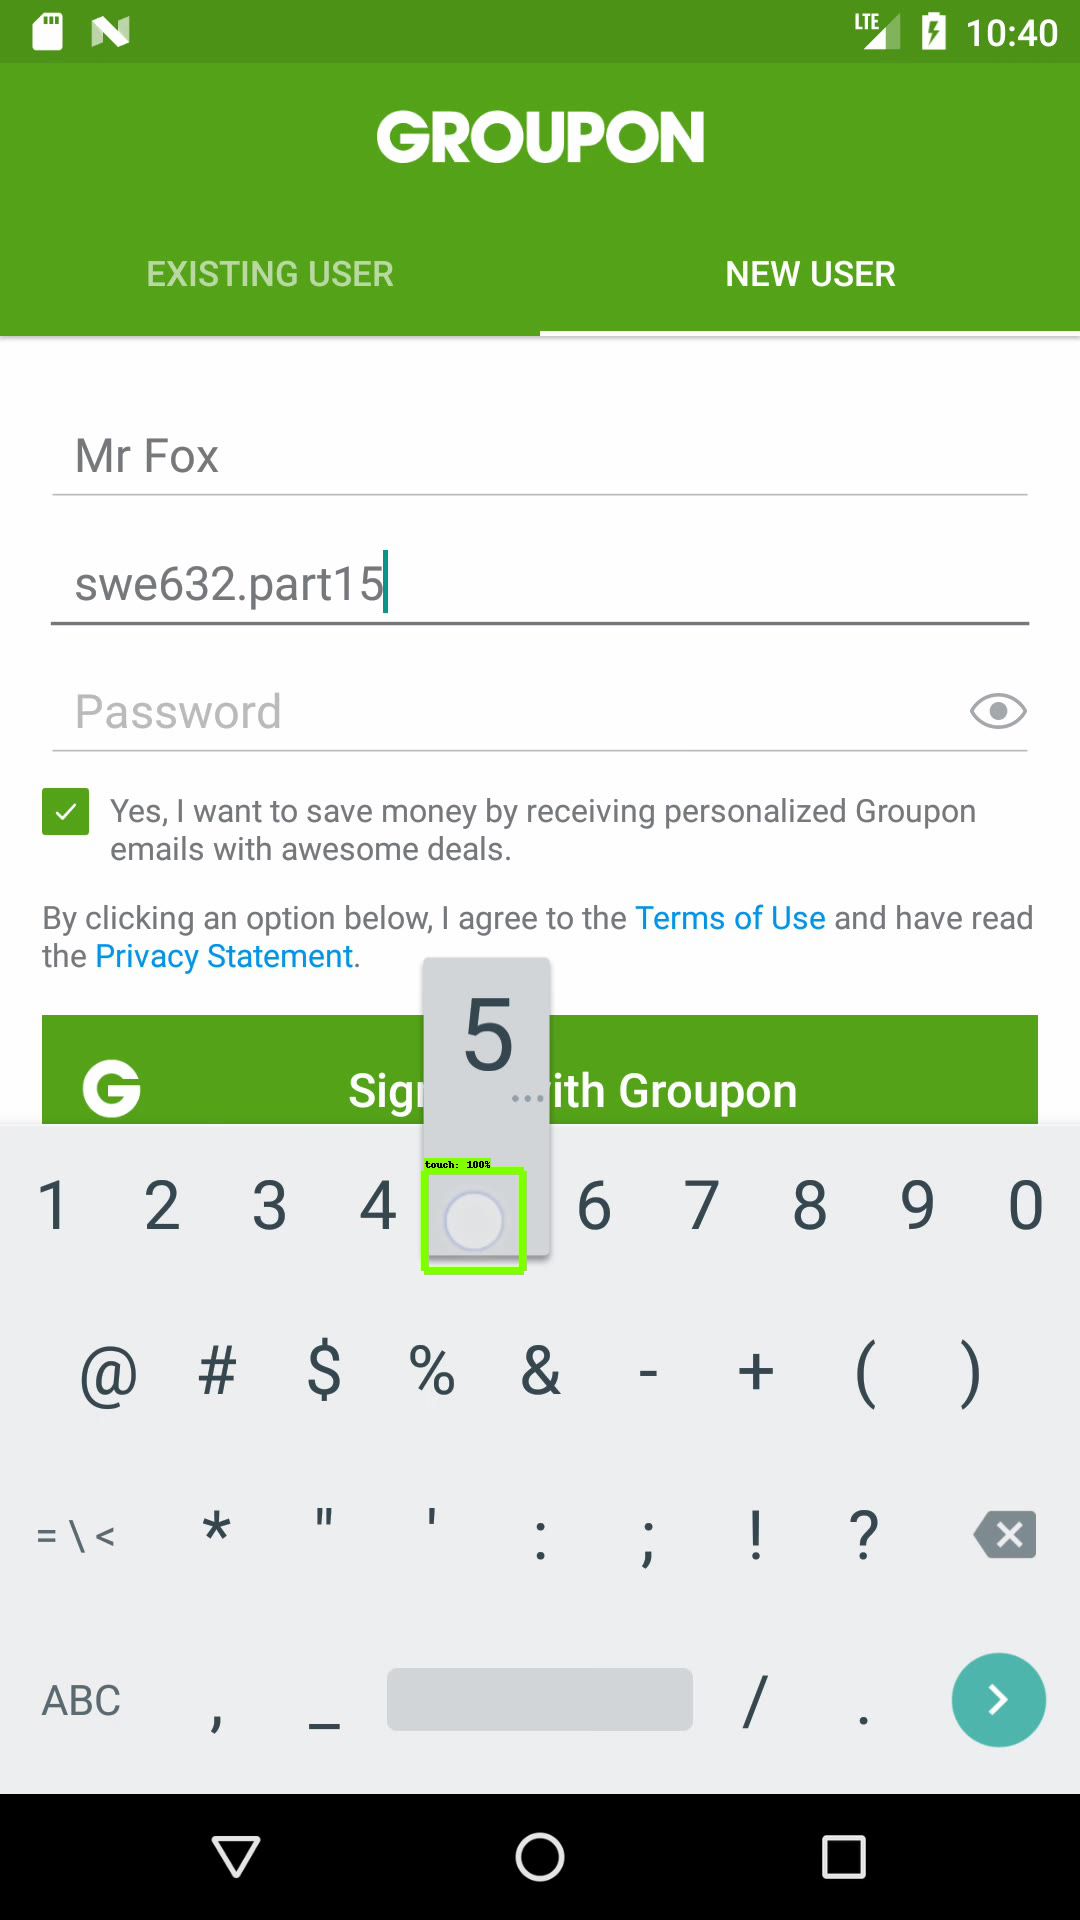 LTE 10:40
GROUPON
EXISTING USER NEW USER
Mr Fox
swe632.part15
Password
Yes, I want to save money by receiving personalized Groupon
emails with awesome deals.
By clicking an option below, I agree to the Terms of Use and have read
the Privacy Statement.
5
...
G Sig ith Groupon
touch: 100%
1 2 3 4 6 7 8 9 0
@ # $ % & - + ( )
= \ < * " ' : ; ! ?
ABC , _ / .